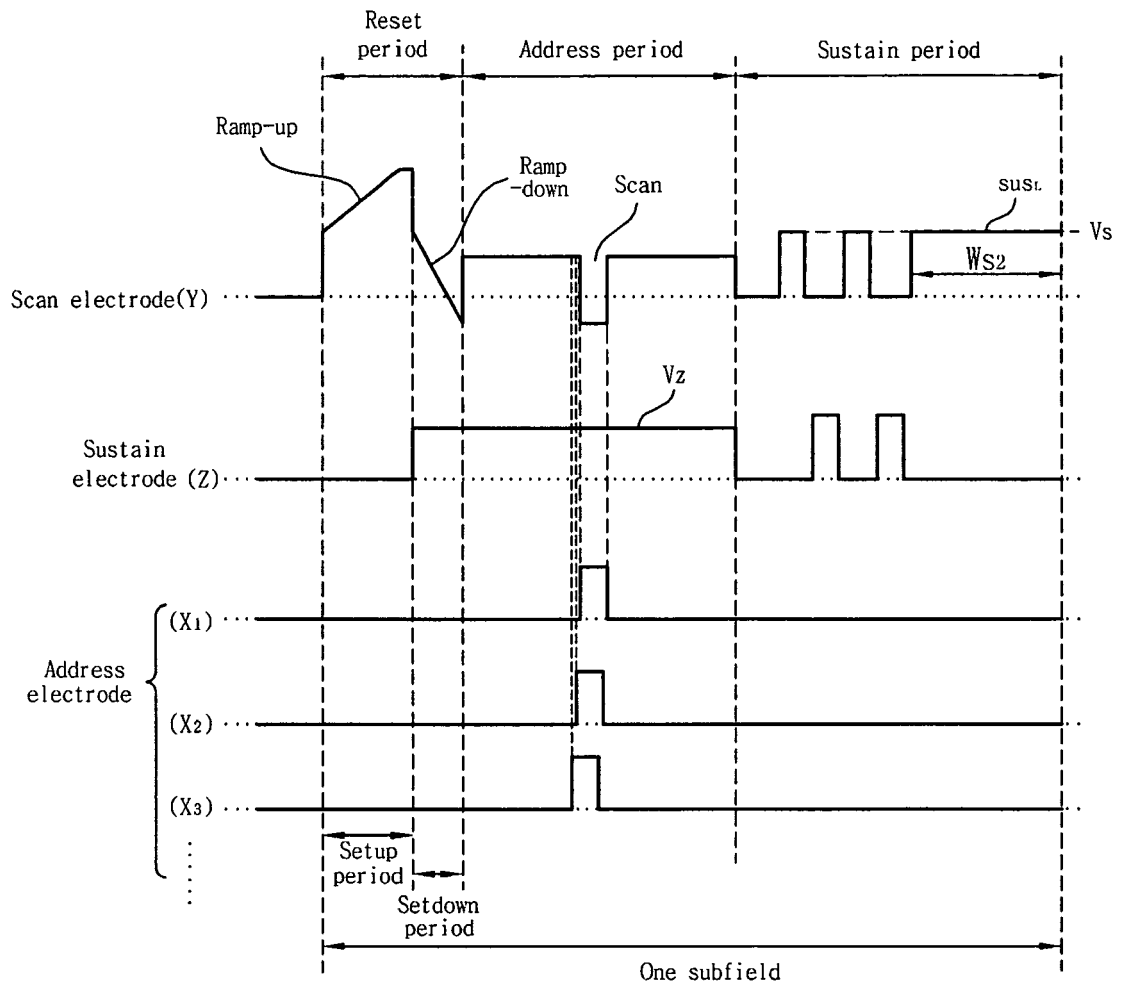 Reset
period
Address period
Sustain period
Ramp-up
Ramp
-down
Scan
susL
Vs
WS2
Scan electrode(Y)
Vz
Sustain
electrode (Z)
(X1)
Address
electrode
(X2)
(X3)
Setup
period
Setdown
period
One subfield